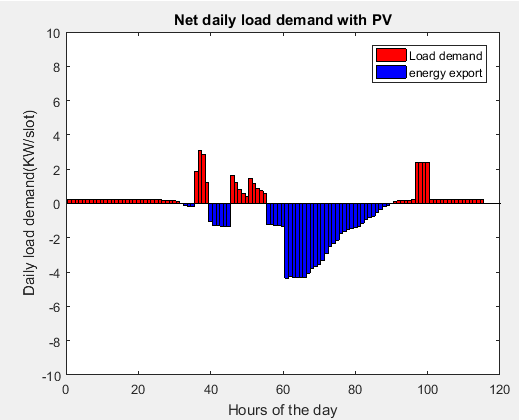 Net daily load demand with PV
Load demand
energy export
Daily load demand(KW/slot)
10
8
6
4
2
0
-2
-4
-6
-8
-10
0 20 40 60 80 100 120
Hours of the day